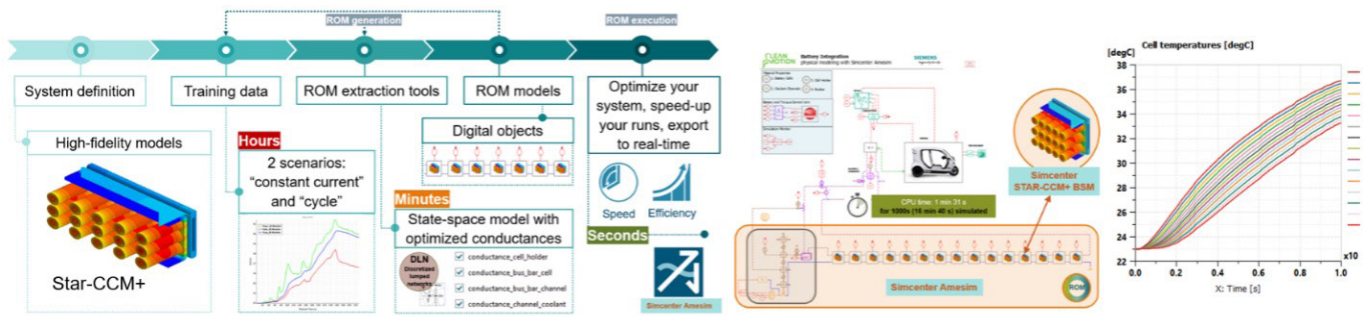 ROM generation
ROM execution
System definition
Training data
ROM extraction tools
ROM models
Optimize your
system, speed-up
your runs, export
to real-time
High-fidelity models
Star-CCM+
Hours
2 scenarios:
“constant current”
and “cycle”
Digital objects
Minutes
State-space model with
optimized conductances
DLN
Discretized
lumped
networks
conductance_cell_holder
conductance_bus_bar_cell
conductance_bus_bar_channel
conductance_channel_coolant
Speed
Efficiency
Seconds
Simcenter Amesim
CLEAN
MOTION
Battery Integration
physical modeling with Simcenter Amesim
SIEMENS
CPU time: 1 min 31 s
for 1000s (16 min 40 s) simulated
Simcenter
STAR-CCM+ BSM
Simcenter Amesim
ROM
Cell temperatures [degC]
[degC]
38
36
34
32
30
28
26
24
22
0.0
0.2
0.4
0.6
0.8
1.0
x10
X: Time [s]